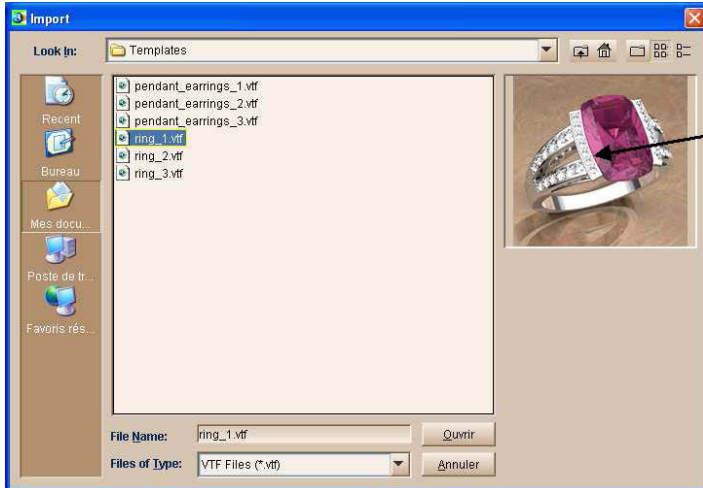 Import
Look In:
Templates
Recent
Bureau
Mes docu...
Poste de tr...
Favoris rés...
pendant_earrings_1.vtf
pendant_earrings_2.vtf
pendant_earrings_3.vtf
ring_1.vtf
ring_2.vtf
ring_3.vtf
File Name:
ring_1.vtf
Ouvrir
Files of Type:
VTF Files (*.vtf)
Annuler